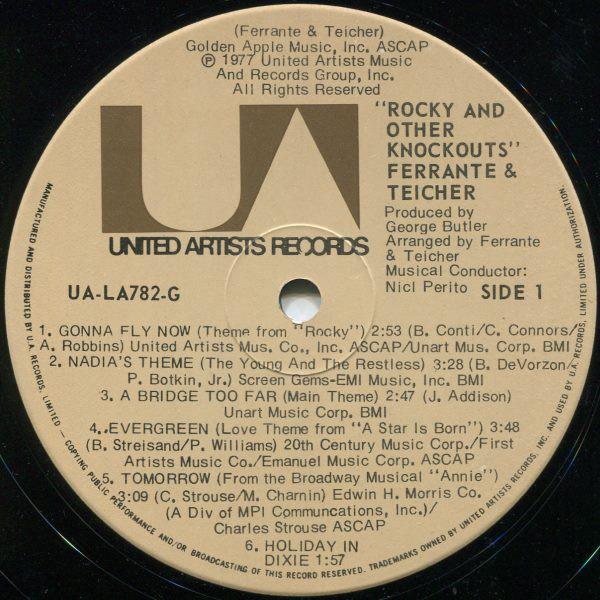 (Ferrante & Teicher)
Golden Apple Music, Inc. ASCAP
Ⓟ 1977 United Artists Music
And Records Group, Inc.
All Rights Reserved
UA
UNITED ARTISTS RECORDS
"ROCKY AND
OTHER
KNOCKOUTS"
FERRANTE &
TEICHER
Produced by
George Butler
Arranged by Ferrante
& Teicher
Musical Conductor:
Nicl Perito
SIDE 1
UA-LA782-G
1. GONNA FLY NOW (Theme from "Rocky") 2:53 (B. Conti/C. Connors/
A. Robbins) United Artists Mus. Co., Inc. ASCAP/Unart Mus. Corp. BMI
2. NADIA'S THEME (The Young And The Restless) 3:28 (B. DeVorzon
P. Botkin, Jr.) Screen Gems-EMI Music, Inc. BMI
3. A BRIDGE TOO FAR (Main Theme) 2:47 (J. Addison)
Unart Music Corp. BMI
4. EVERGREEN (Love Theme from "A Star Is Born") 3:48
(B. Streisand/P. Williams) 20th Century Music Corp./First
Artists Music Co./Emanuel Music Corp. ASCAP
5. TOMORROW (From the Broadway Musical "Annie")
3:09 (C. Strouse/M. Charnin) Edwin H. Morris Co.
(A Div of MPI Communcations, Inc.)/
Charles Strouse ASCAP
6. HOLIDAY IN
DIXIE 1:57
MANUFACTURED AND DISTRIBUTED BY U.A. RECORDS, LIMITED — COPYING PUBLIC PERFORMANCE AND/OR BROADCASTING OF THIS RECORD RESERVED. TRADEMARKS OWNED BY UNITED ARTISTS RECORDS, INC. AND USED BY U.A. RECORDS, LIMITED UNDER AUTHORIZATION.